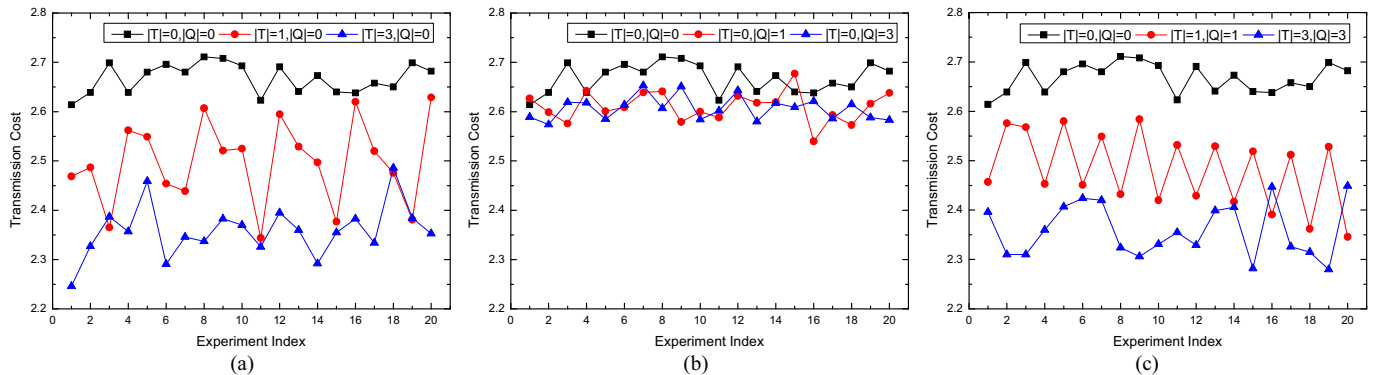 2.8
2.7
2.6
2.5
2.4
2.3
2.2
Transmission Cost
|T|=0,|Q|=0 |T|=1,|Q|=0 |T|=3,|Q|=0
0 2 4 6 8 10 12 14 16 18 20
Experiment Index
(a)
2.8
2.7
2.6
2.5
2.4
2.3
2.2
Transmission Cost
|T|=0,|Q|=0 |T|=0,|Q|=1 |T|=0,|Q|=3
0 2 4 6 8 10 12 14 16 18 20
Experiment Index
(b)
2.8
2.7
2.6
2.5
2.4
2.3
2.2
Transmission Cost
|T|=0,|Q|=0 |T|=1,|Q|=1 |T|=3,|Q|=3
0 2 4 6 8 10 12 14 16 18 20
Experiment Index
(c)